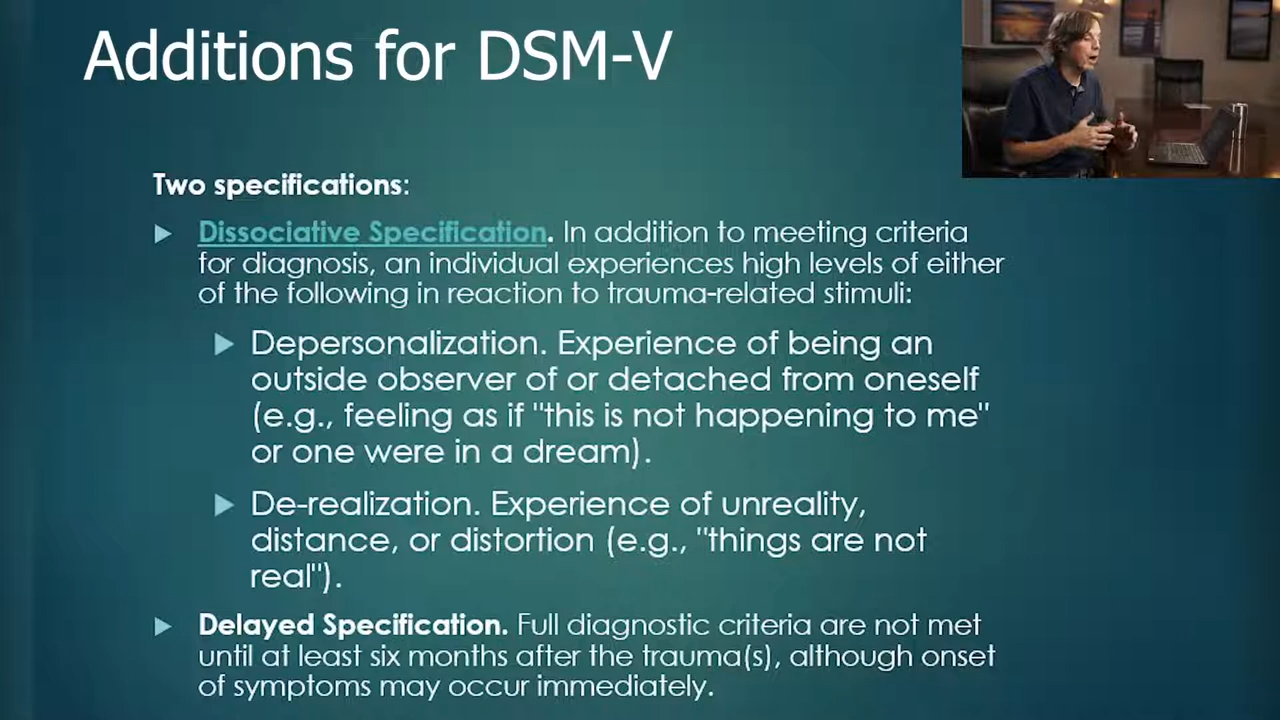 Additions for DSM-V
Two specifications:
Dissociative Specification. In addition to meeting criteria
for diagnosis, an individual experiences high levels of either
of the following in reaction to trauma-related stimuli:
Depersonalization. Experience of being an
outside observer of or detached from oneself
(e.g., feeling as if "this is not happening to me"
or one were in a dream).
De-realization. Experience of unreality,
distance, or distortion (e.g., "things are not
real").
Delayed Specification. Full diagnostic criteria are not met
until at least six months after the trauma(s), although onset
of symptoms may occur immediately.